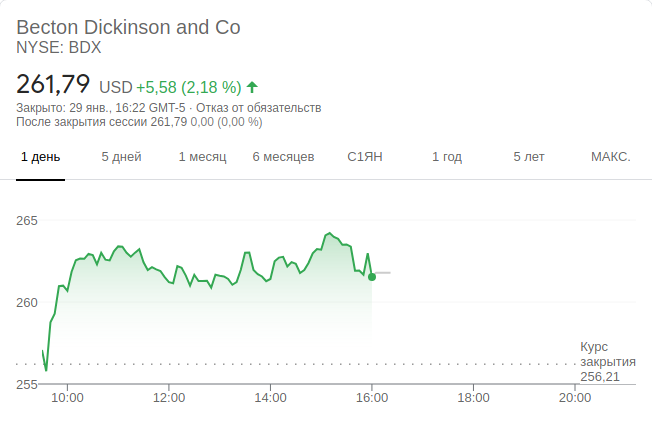 Becton Dickinson and Co
NYSE: BDX
261,79 USD +5,58 (2,18 %)
Закрыто: 29 янв., 16:22 GMT-5 · Отказ от обязательств
После закрытия сессии 261,79 0,00 (0,00 %)
1 день 5 дней 1 месяц 6 месяцев С1ЯН 1 год 5 лет МАКС.
265
260
Курс
закрытия
256,21
255
10:00 12:00 14:00 16:00 18:00 20:00